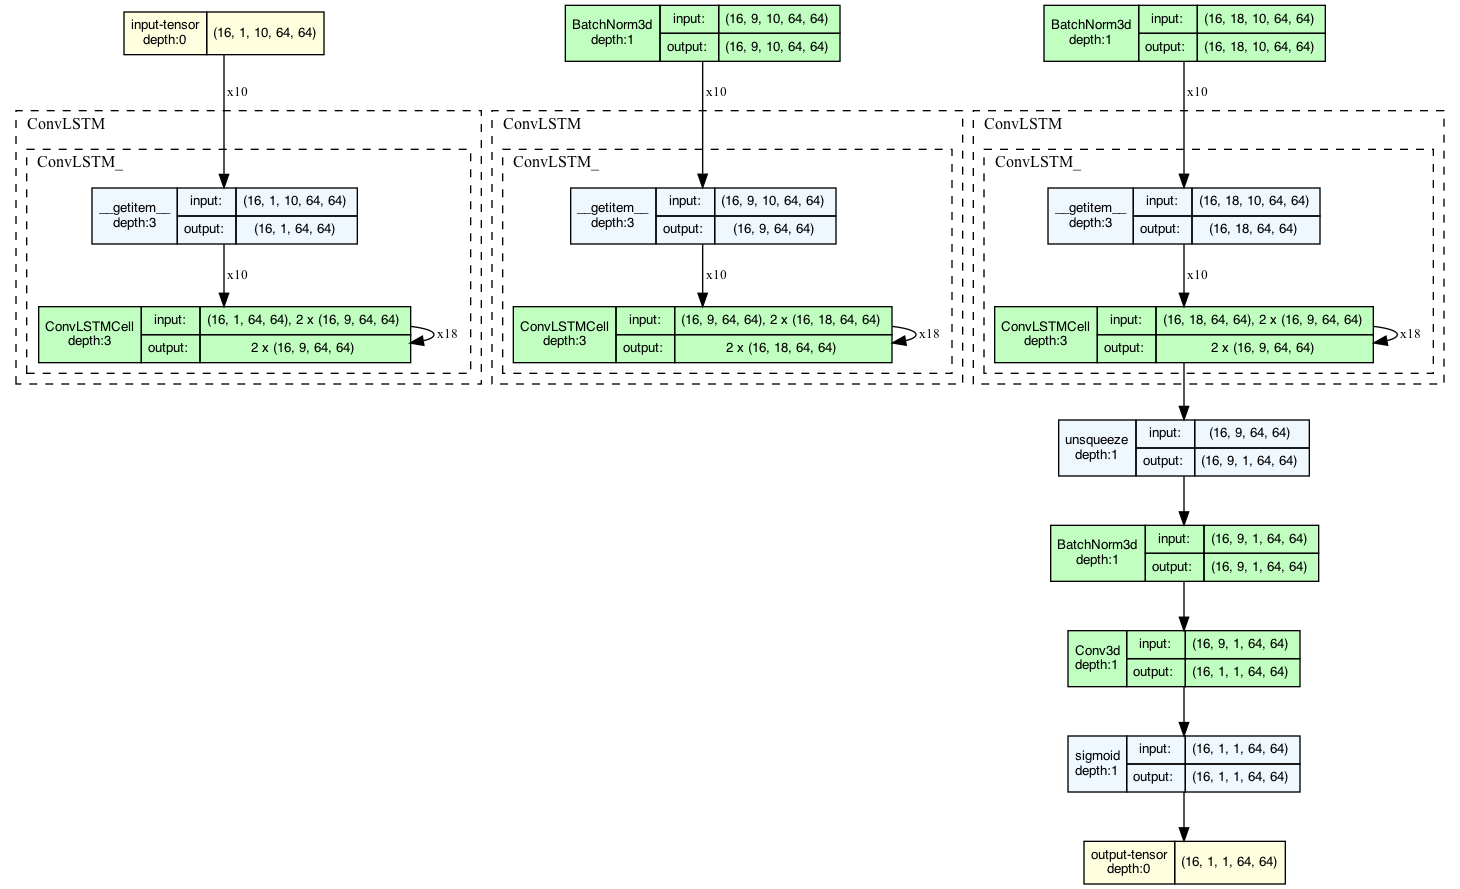 input-tensor
depth:0
(16, 1, 10, 64, 64)
x10
ConvLSTM
ConvLSTM_
__getitem__
depth:3
input:
(16, 1, 10, 64, 64)
output:
(16, 1, 64, 64)
x10
ConvLSTMCell
depth:3
input:
(16, 1, 64, 64), 2 x (16, 9, 64, 64)
output:
2 x (16, 9, 64, 64)
x18
BatchNorm3d
depth:1
input:
(16, 9, 10, 64, 64)
output:
(16, 9, 10, 64, 64)
x10
ConvLSTM
ConvLSTM_
__getitem__
depth:3
input:
(16, 9, 10, 64, 64)
output:
(16, 9, 64, 64)
x10
ConvLSTMCell
depth:3
input:
(16, 9, 64, 64), 2 x (16, 18, 64, 64)
output:
2 x (16, 18, 64, 64)
x18
BatchNorm3d
depth:1
input:
(16, 18, 10, 64, 64)
output:
(16, 18, 10, 64, 64)
x10
ConvLSTM
ConvLSTM_
__getitem__
depth:3
input:
(16, 18, 10, 64, 64)
output:
(16, 18, 64, 64)
x10
ConvLSTMCell
depth:3
input:
(16, 18, 64, 64), 2 x (16, 9, 64, 64)
output:
2 x (16, 9, 64, 64)
x18
unsqueeze
depth:1
input:
(16, 9, 64, 64)
output:
(16, 9, 1, 64, 64)
BatchNorm3d
depth:1
input:
(16, 9, 1, 64, 64)
output:
(16, 9, 1, 64, 64)
Conv3d
depth:1
input:
(16, 9, 1, 64, 64)
output:
(16, 1, 1, 64, 64)
sigmoid
depth:1
input:
(16, 1, 1, 64, 64)
output:
(16, 1, 1, 64, 64)
output-tensor
depth:0
(16, 1, 1, 64, 64)